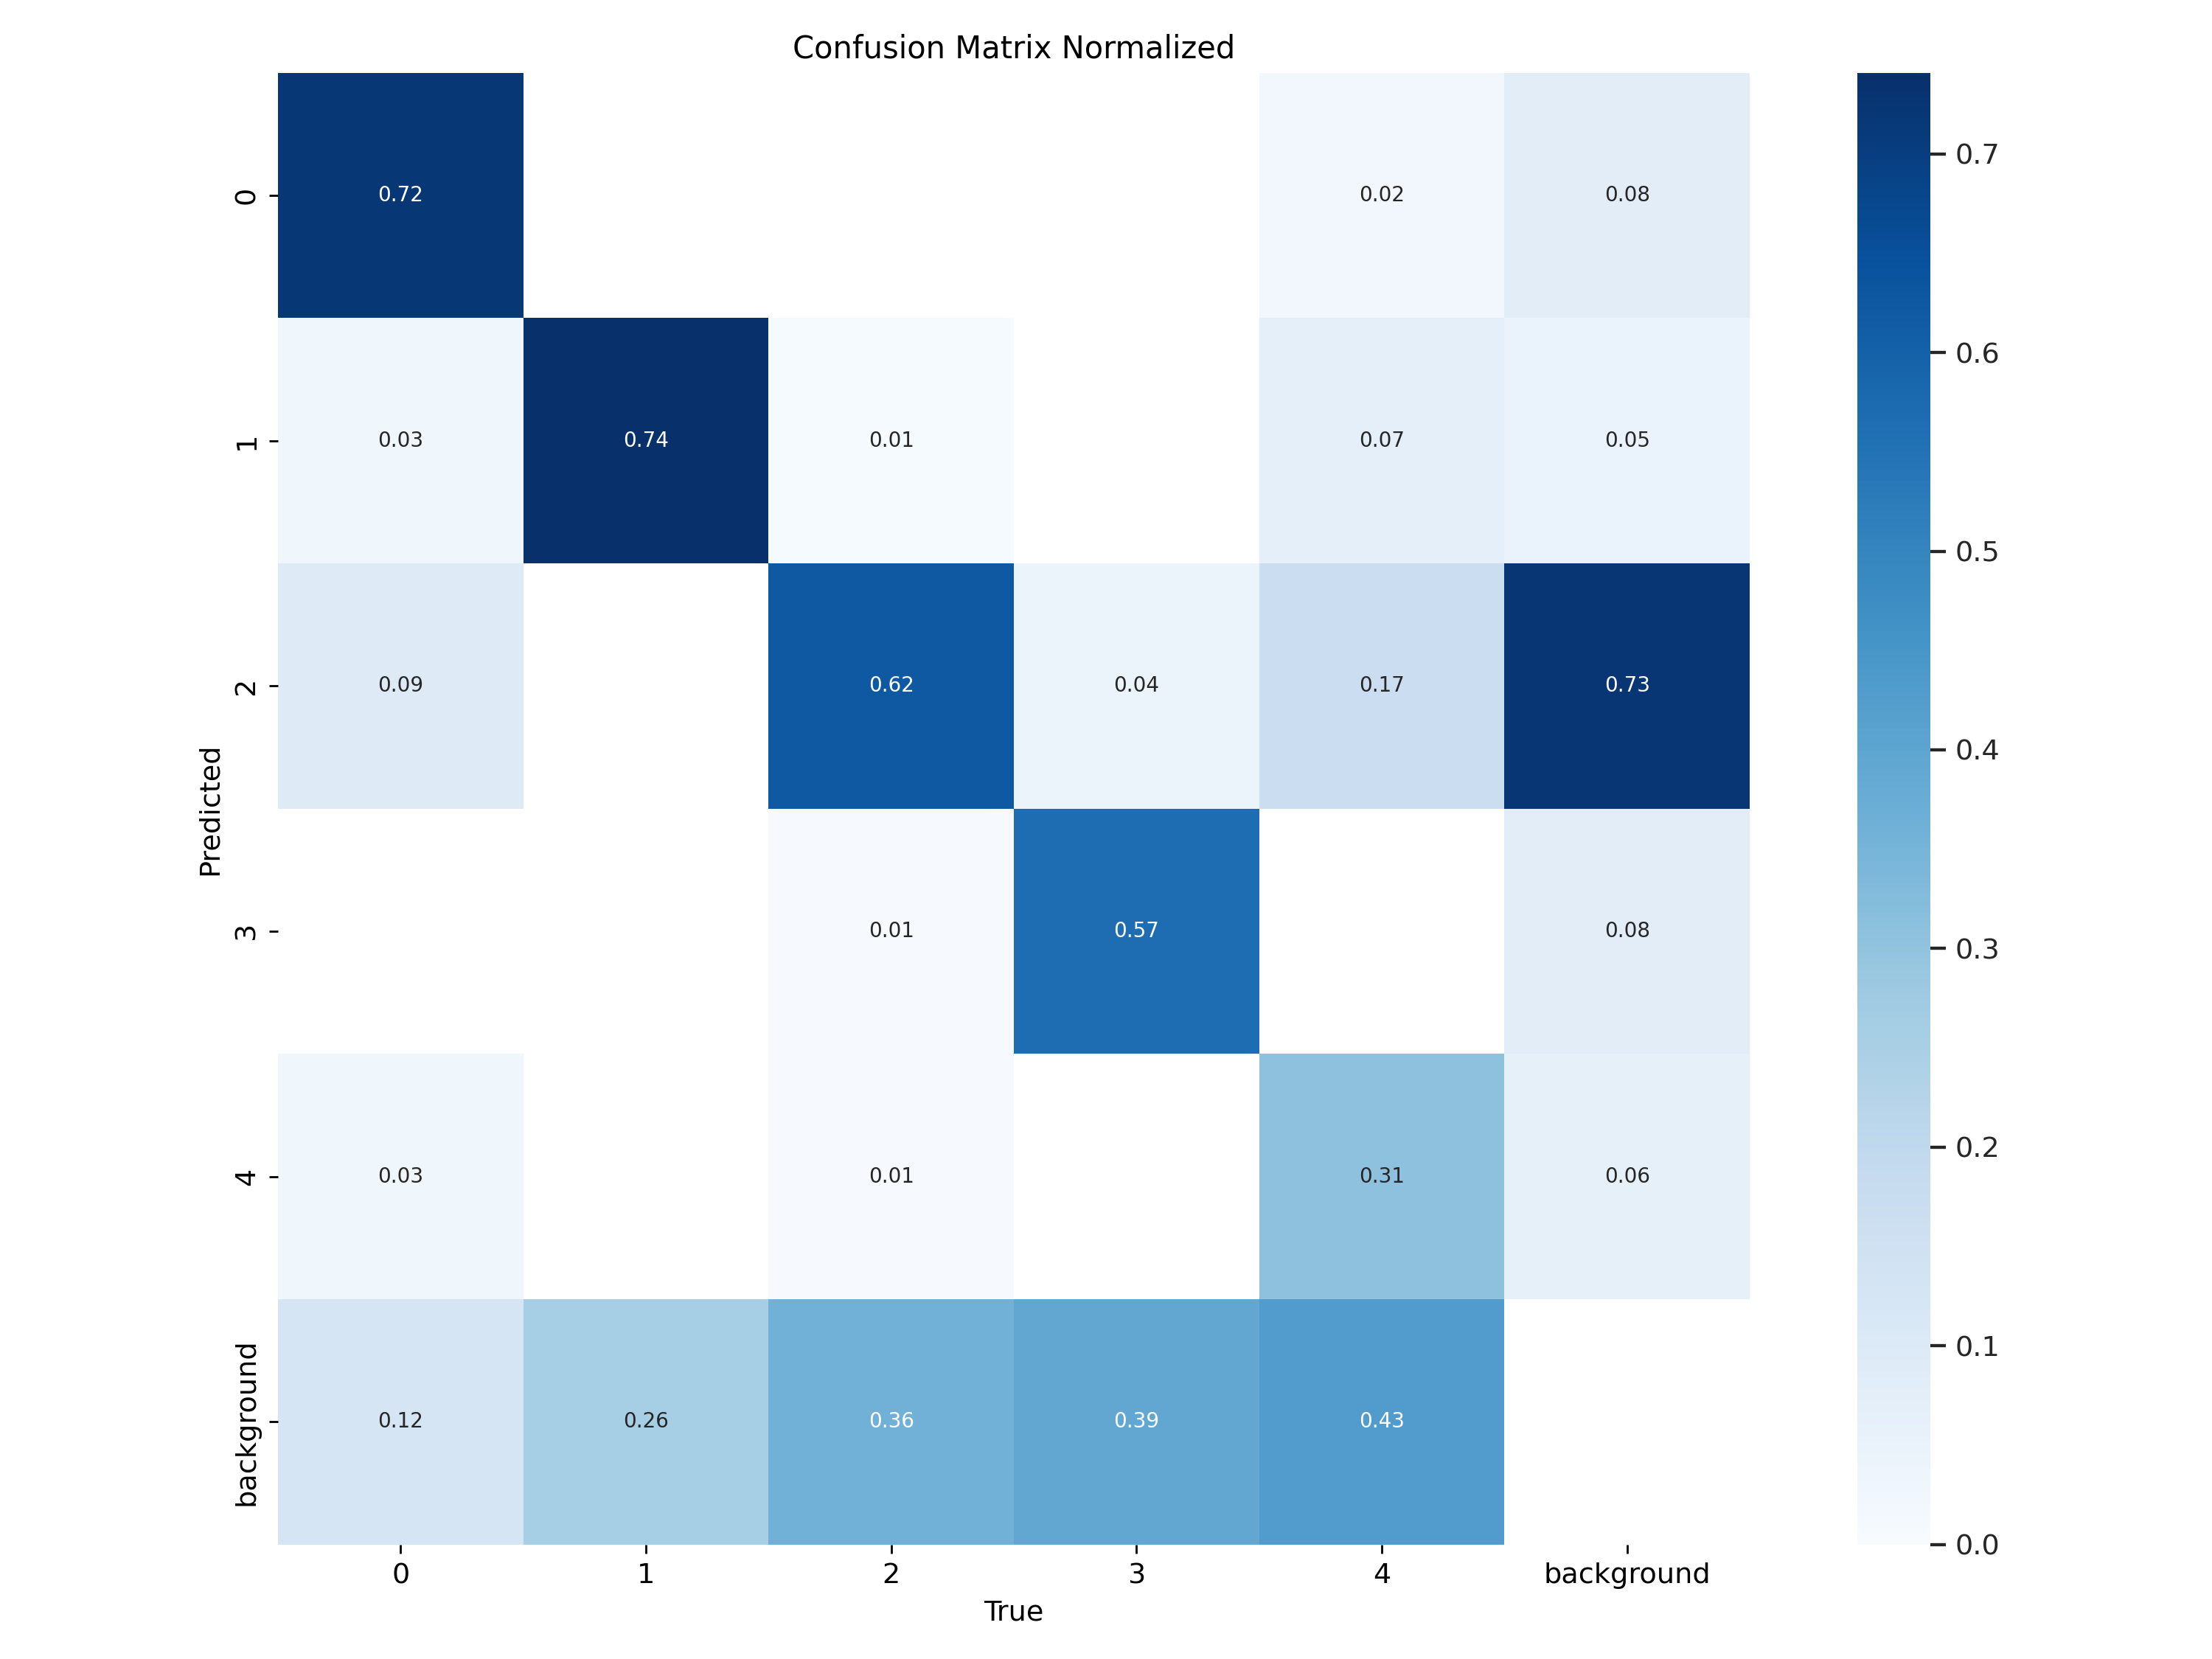 Confusion Matrix Normalized
0 0.72 0.02 0.08
1 0.03 0.74 0.01 0.07 0.05
2 0.09 0.62 0.04 0.17 0.73
3 0.01 0.57 0.08
4 0.03 0.01 0.31 0.06
background 0.12 0.26 0.36 0.39 0.43
0 1 2 3 4 background
True
Predicted
0.7
0.6
0.5
0.4
0.3
0.2
0.1
0.0